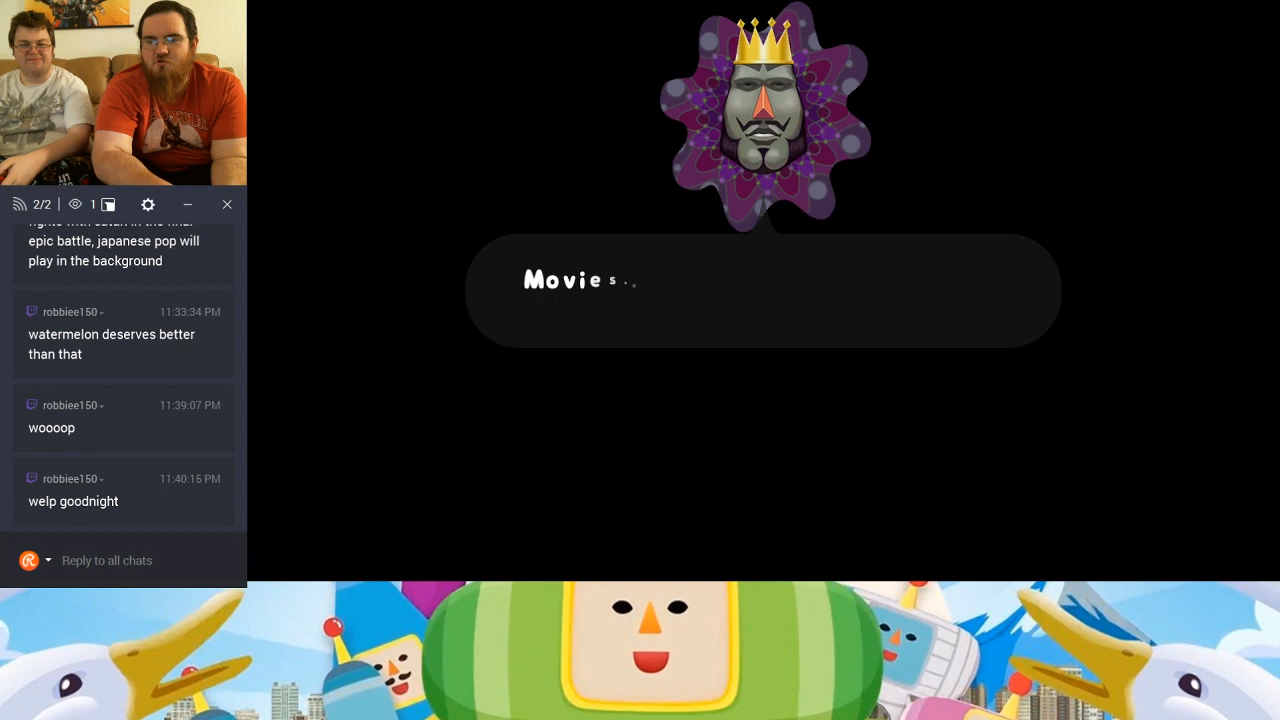 2/2
1
epic battle, japanese pop will
play in the background
robbiee150
11:33:34 PM
watermelon deserves better
than that
robbiee150
11:39:07 PM
woooop
robbiee150
11:40:15 PM
welp goodnight
Reply to all chats
Movies..